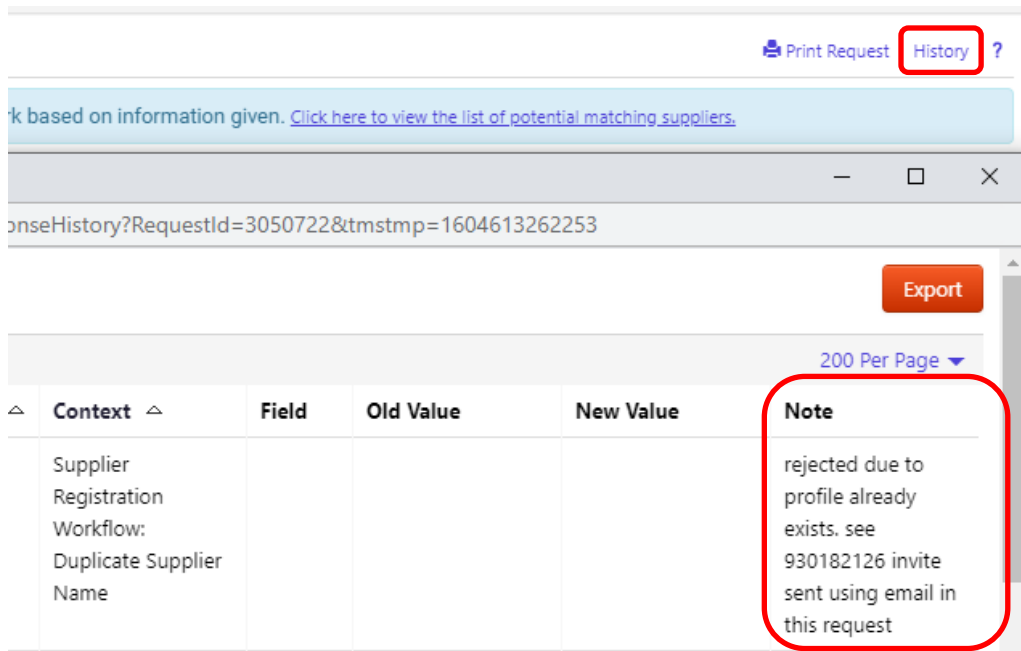 Print Request History ?
rk based on information given. Click here to view the list of potential matching suppliers.
onseHistory?RequestId=3050722&tmstmp=1604613262253
Export
200 Per Page
Context Field Old Value New Value Note
Supplier
Registration
Workflow:
Duplicate Supplier
Name
rejected due to
profile already
exists. see
930182126 invite
sent using email in
this request